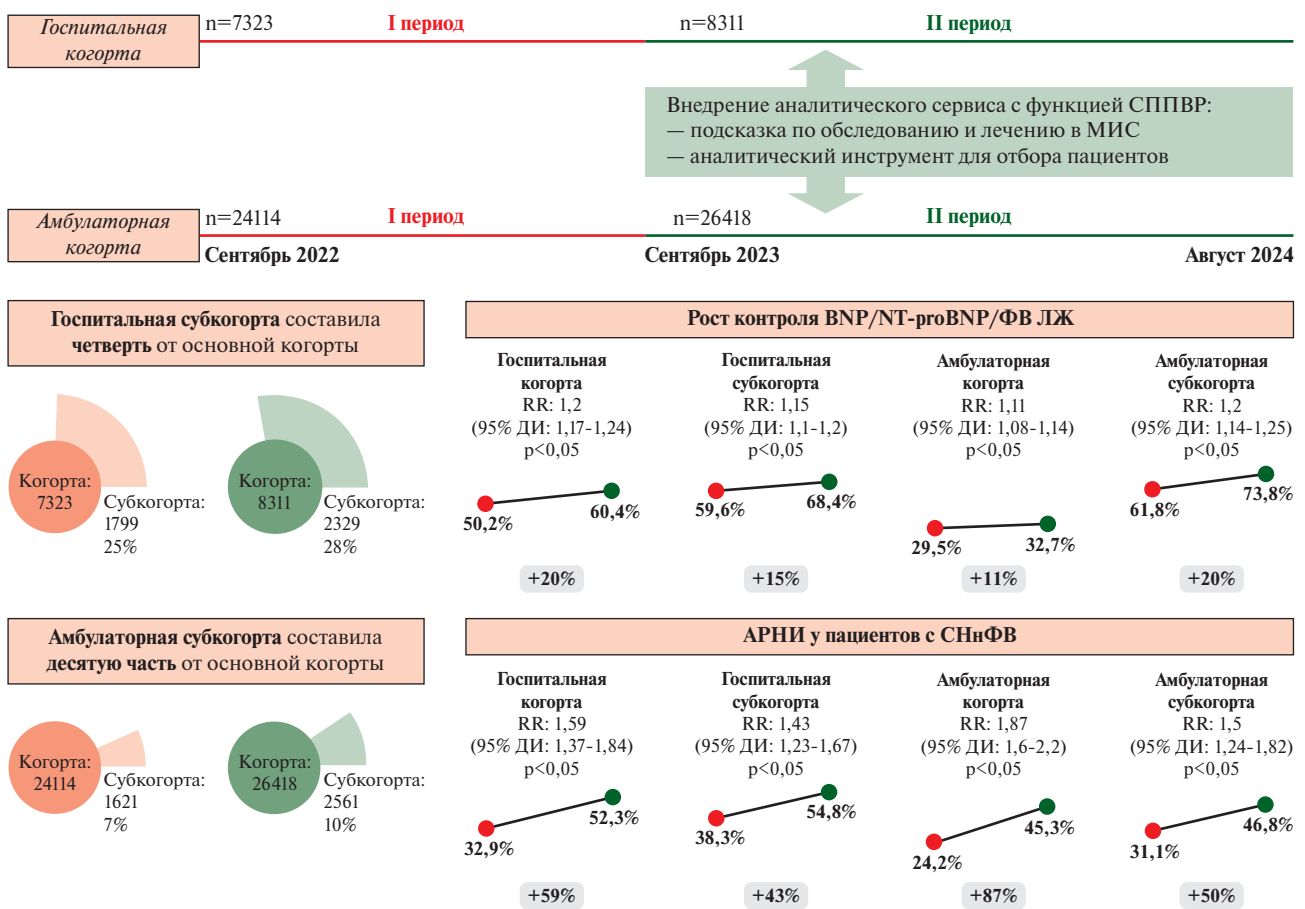 Госпитальная
когорта
n=7323
I период
n=8311
II период
Внедрение аналитического сервиса с функцией СППВР:
— подсказка по обследованию и лечению в МИС
— аналитический инструмент для отбора пациентов
Амбулаторная
когорта
n=24114
I период
n=26418
II период
Сентябрь 2022
Сентябрь 2023
Август 2024
Госпитальная субкогорта составила
четверть от основной когорты
Когорта:
7323
Субкогорта:
1799
25%
Когорта:
8311
Субкогорта:
2329
28%
Рост контроля BNP/NT-proBNP/ФВ ЛЖ
Госпитальная
когорта
RR: 1,2
(95% ДИ: 1,17-1,24)
p<0,05
50,2%
60,4%
+20%
Госпитальная
субкогорта
RR: 1,15
(95% ДИ: 1,1-1,2)
p<0,05
59,6%
68,4%
+15%
Амбулаторная
когорта
RR: 1,11
(95% ДИ: 1,08-1,14)
p<0,05
29,5%
32,7%
+11%
Амбулаторная
субкогорта
RR: 1,2
(95% ДИ: 1,14-1,25)
p<0,05
61,8%
73,8%
+20%
Амбулаторная субкогорта составила
десятую часть от основной когорты
Когорта:
24114
Субкогорта:
1621
7%
Когорта:
26418
Субкогорта:
2561
10%
АРНИ у пациентов с СНнФВ
Госпитальная
когорта
RR: 1,59
(95% ДИ: 1,37-1,84)
p<0,05
32,9%
52,3%
+59%
Госпитальная
субкогорта
RR: 1,43
(95% ДИ: 1,23-1,67)
p<0,05
38,3%
54,8%
+43%
Амбулаторная
когорта
RR: 1,87
(95% ДИ: 1,6-2,2)
p<0,05
24,2%
45,3%
+87%
Амбулаторная
субкогорта
RR: 1,5
(95% ДИ: 1,24-1,82)
p<0,05
31,1%
46,8%
+50%